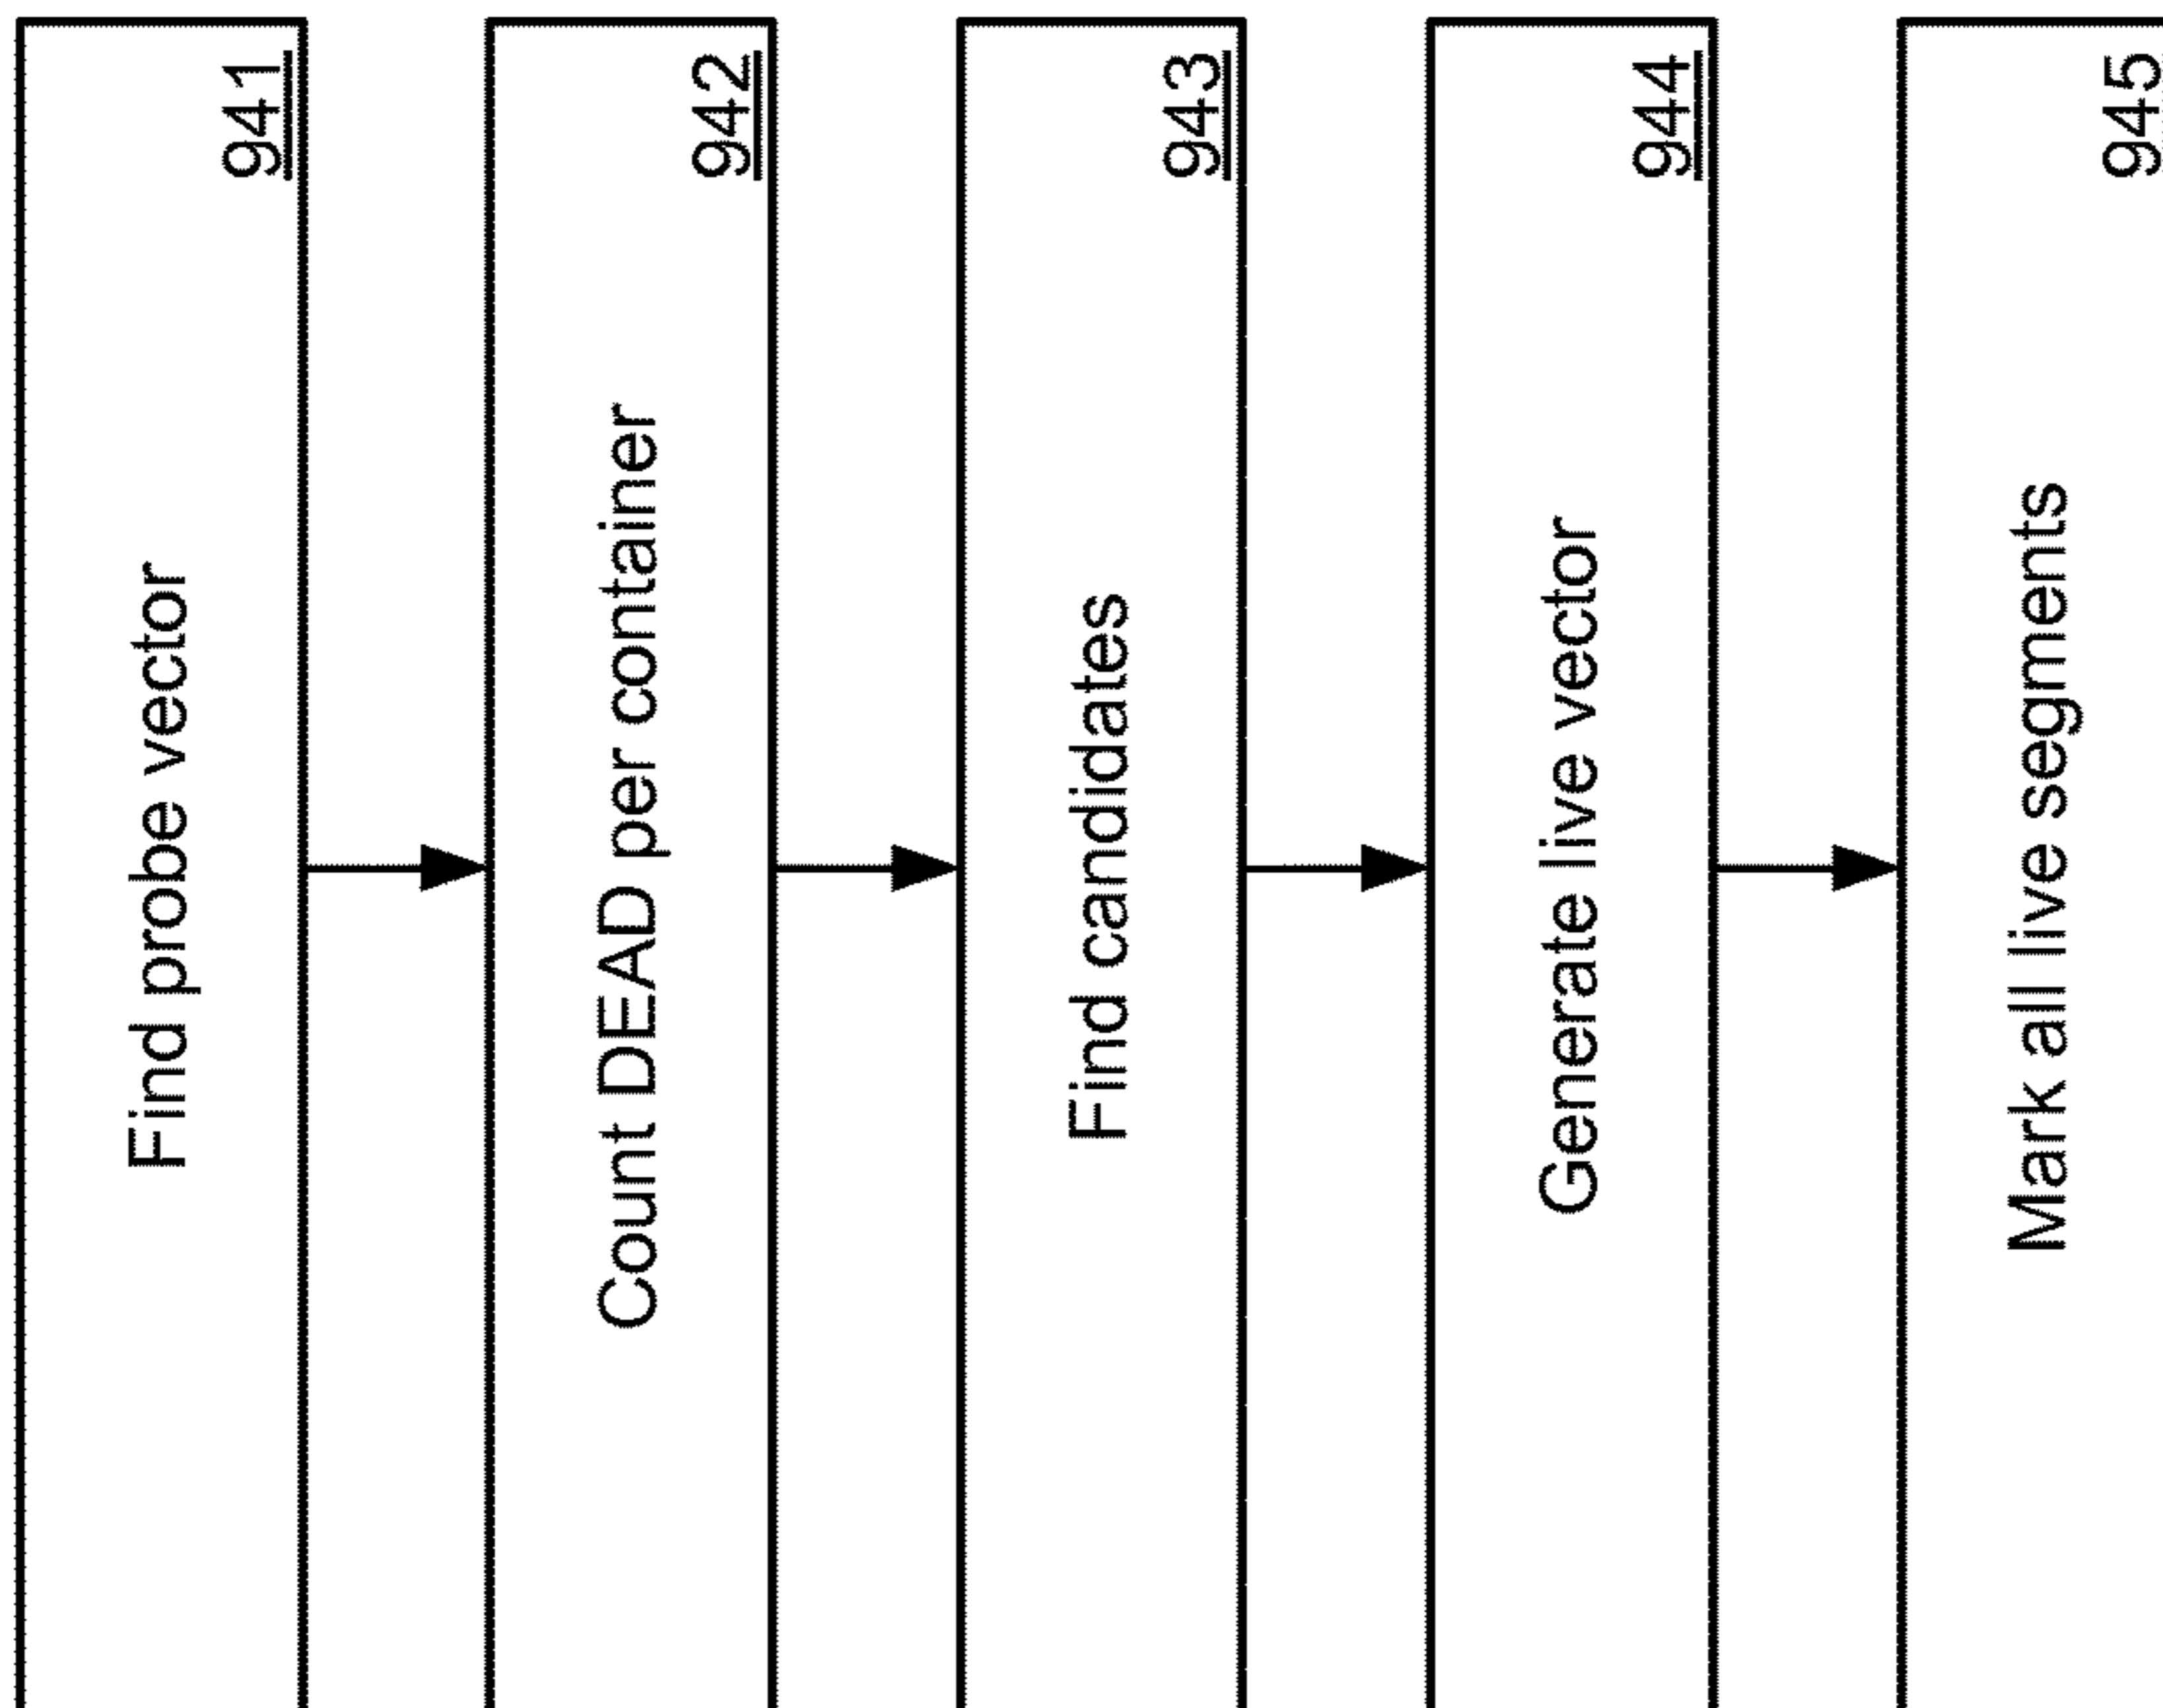 Find probe vector
941
Count DEAD per container
942
Find candidates
943
Generate live vector
944
Mark all live segments
945